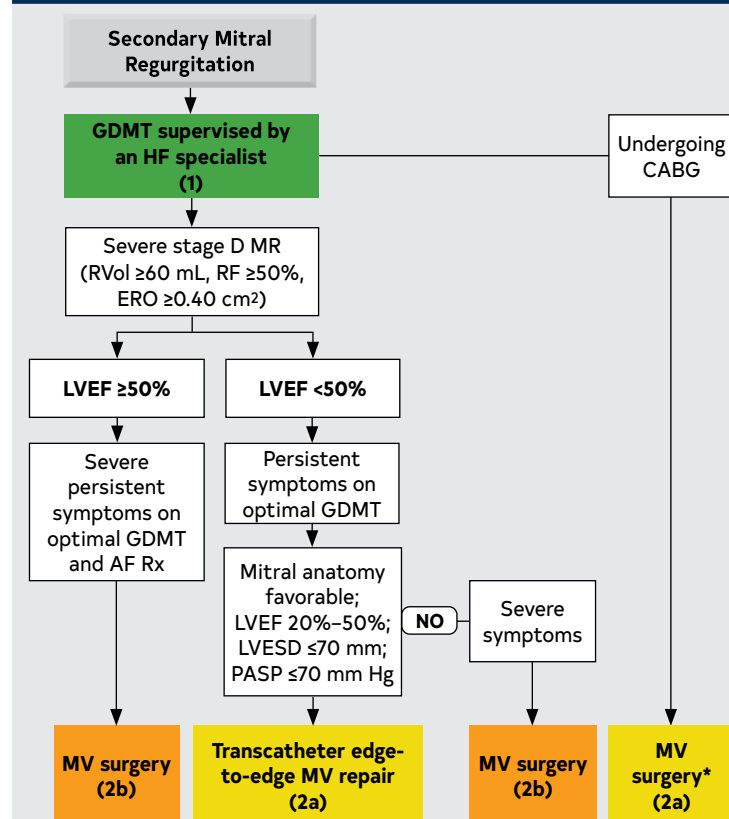 Secondary Mitral
Regurgitation
GDMT supervised by
an HF specialist
(1)
Undergoing
CABG
Severe stage D MR
(RVol ≥60 mL, RF ≥50%,
ERO ≥0.40 cm²)
LVEF ≥50%
LVEF <50%
Severe
persistent
symptoms on
optimal GDMT
and AF Rx
Persistent
symptoms on
optimal GDMT
Mitral anatomy
favorable;
LVEF 20%–50%;
LVESD ≤70 mm;
PASP ≤70 mm Hg
NO
Severe
symptoms
MV surgery
(2b)
Transcatheter edge-
to-edge MV repair
(2a)
MV surgery
(2b)
MV
surgery*
(2a)